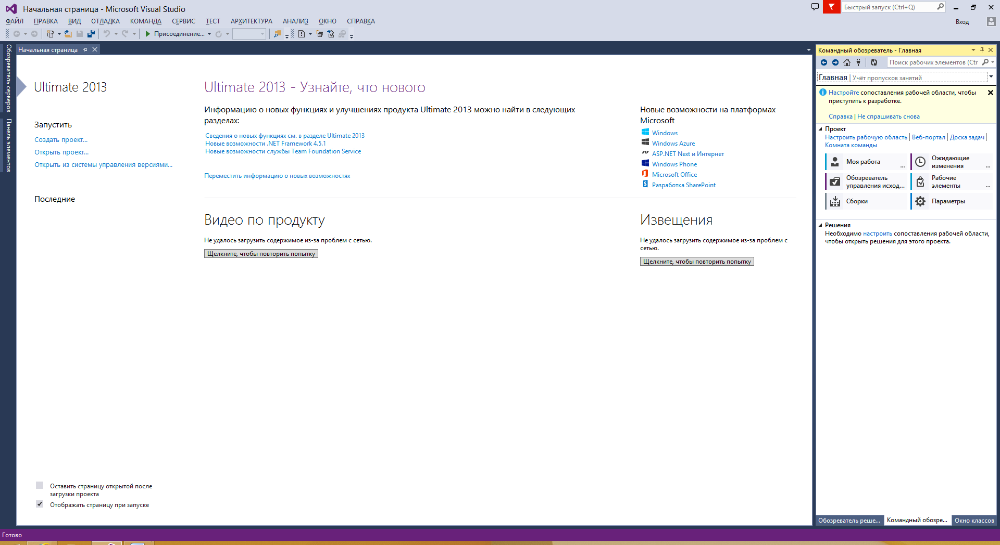 Начальная страница - Microsoft Visual Studio
Быстрый запуск (Ctrl+Q)
ФАЙЛ ПРАВКА ВИД ОТЛАДКА КОМАНДА СЕРВИС ТЕСТ АРХИТЕКТУРА АНАЛИЗ ОКНО СПРАВКА
Вход
Присоединение...
Обозреватель серверов
Панель элементов
Начальная страница
Ultimate 2013
Запустить
Создать проект...
Открыть проект...
Открыть из системы управления версиями...
Последние
Оставить страницу открытой после
загрузки проекта
Отображать страницу при запуске
Ultimate 2013 - Узнайте, что нового
Информацию о новых функциях и улучшениях продукта Ultimate 2013 можно найти в следующих
разделах:
Сведения о новых функциях см. в разделе Ultimate 2013
Новые возможности .NET Framework 4.5.1
Новые возможности службы Team Foundation Service
Переместить информацию о новых возможностях
Новые возможности на платформах
Microsoft
Windows
Windows Azure
ASP.NET Next и Интернет
Windows Phone
Microsoft Office
Разработка SharePoint
Видео по продукту
Не удалось загрузить содержимое из-за проблем с сетью.
Щелкните, чтобы повторить попытку
Извещения
Не удалось загрузить содержимое из-за проблем с
сетью.
Щелкните, чтобы повторить попытку
Командный обозреватель - Главная
Поиск рабочих элементов (Ctr
Главная | Учёт пропусков занятий
Настройте сопоставления рабочей области, чтобы
приступить к разработке.
Справка | Не спрашивать снова
Проект
Настроить рабочую область | Веб-портал | Доска задач |
Комната команды
Моя работа ...
Ожидающие
изменения ...
Обозреватель
управления исход...
Рабочие
элементы ...
Сборки
Параметры
Решения
Необходимо настроить сопоставления рабочей области,
чтобы открыть решения для этого проекта.
Обозреватель реше... Командный обозре... Окно классов
Готово